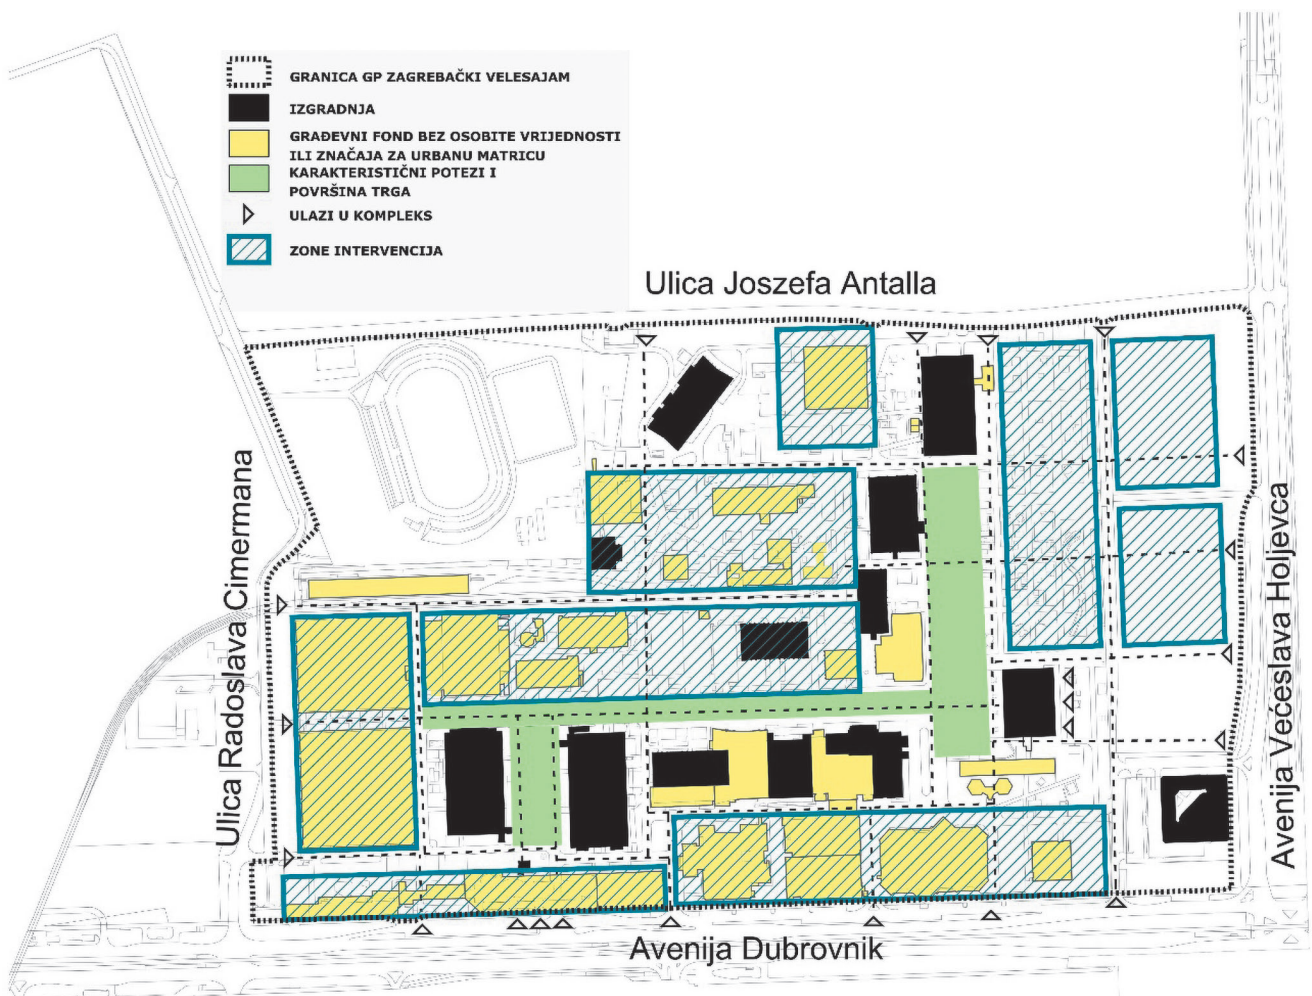 GRANICA GP ZAGREBAČKI VELESAJAM
IZGRADNJA
GRAĐEVNI FOND BEZ OSOBITE VRIJEDNOSTI
ILI ZNAČAJA ZA URBANU MATRICU
KARAKTERISTIČNI POTEZI I
POVRŠINA TRGA
ULAZI U KOMPLEKS
ZONE INTERVENCIJA
Ulica Joszefa Antalla
Ulica Radoslava Cimermana
Avenija Većeslava Holjevca
Avenija Dubrovnik